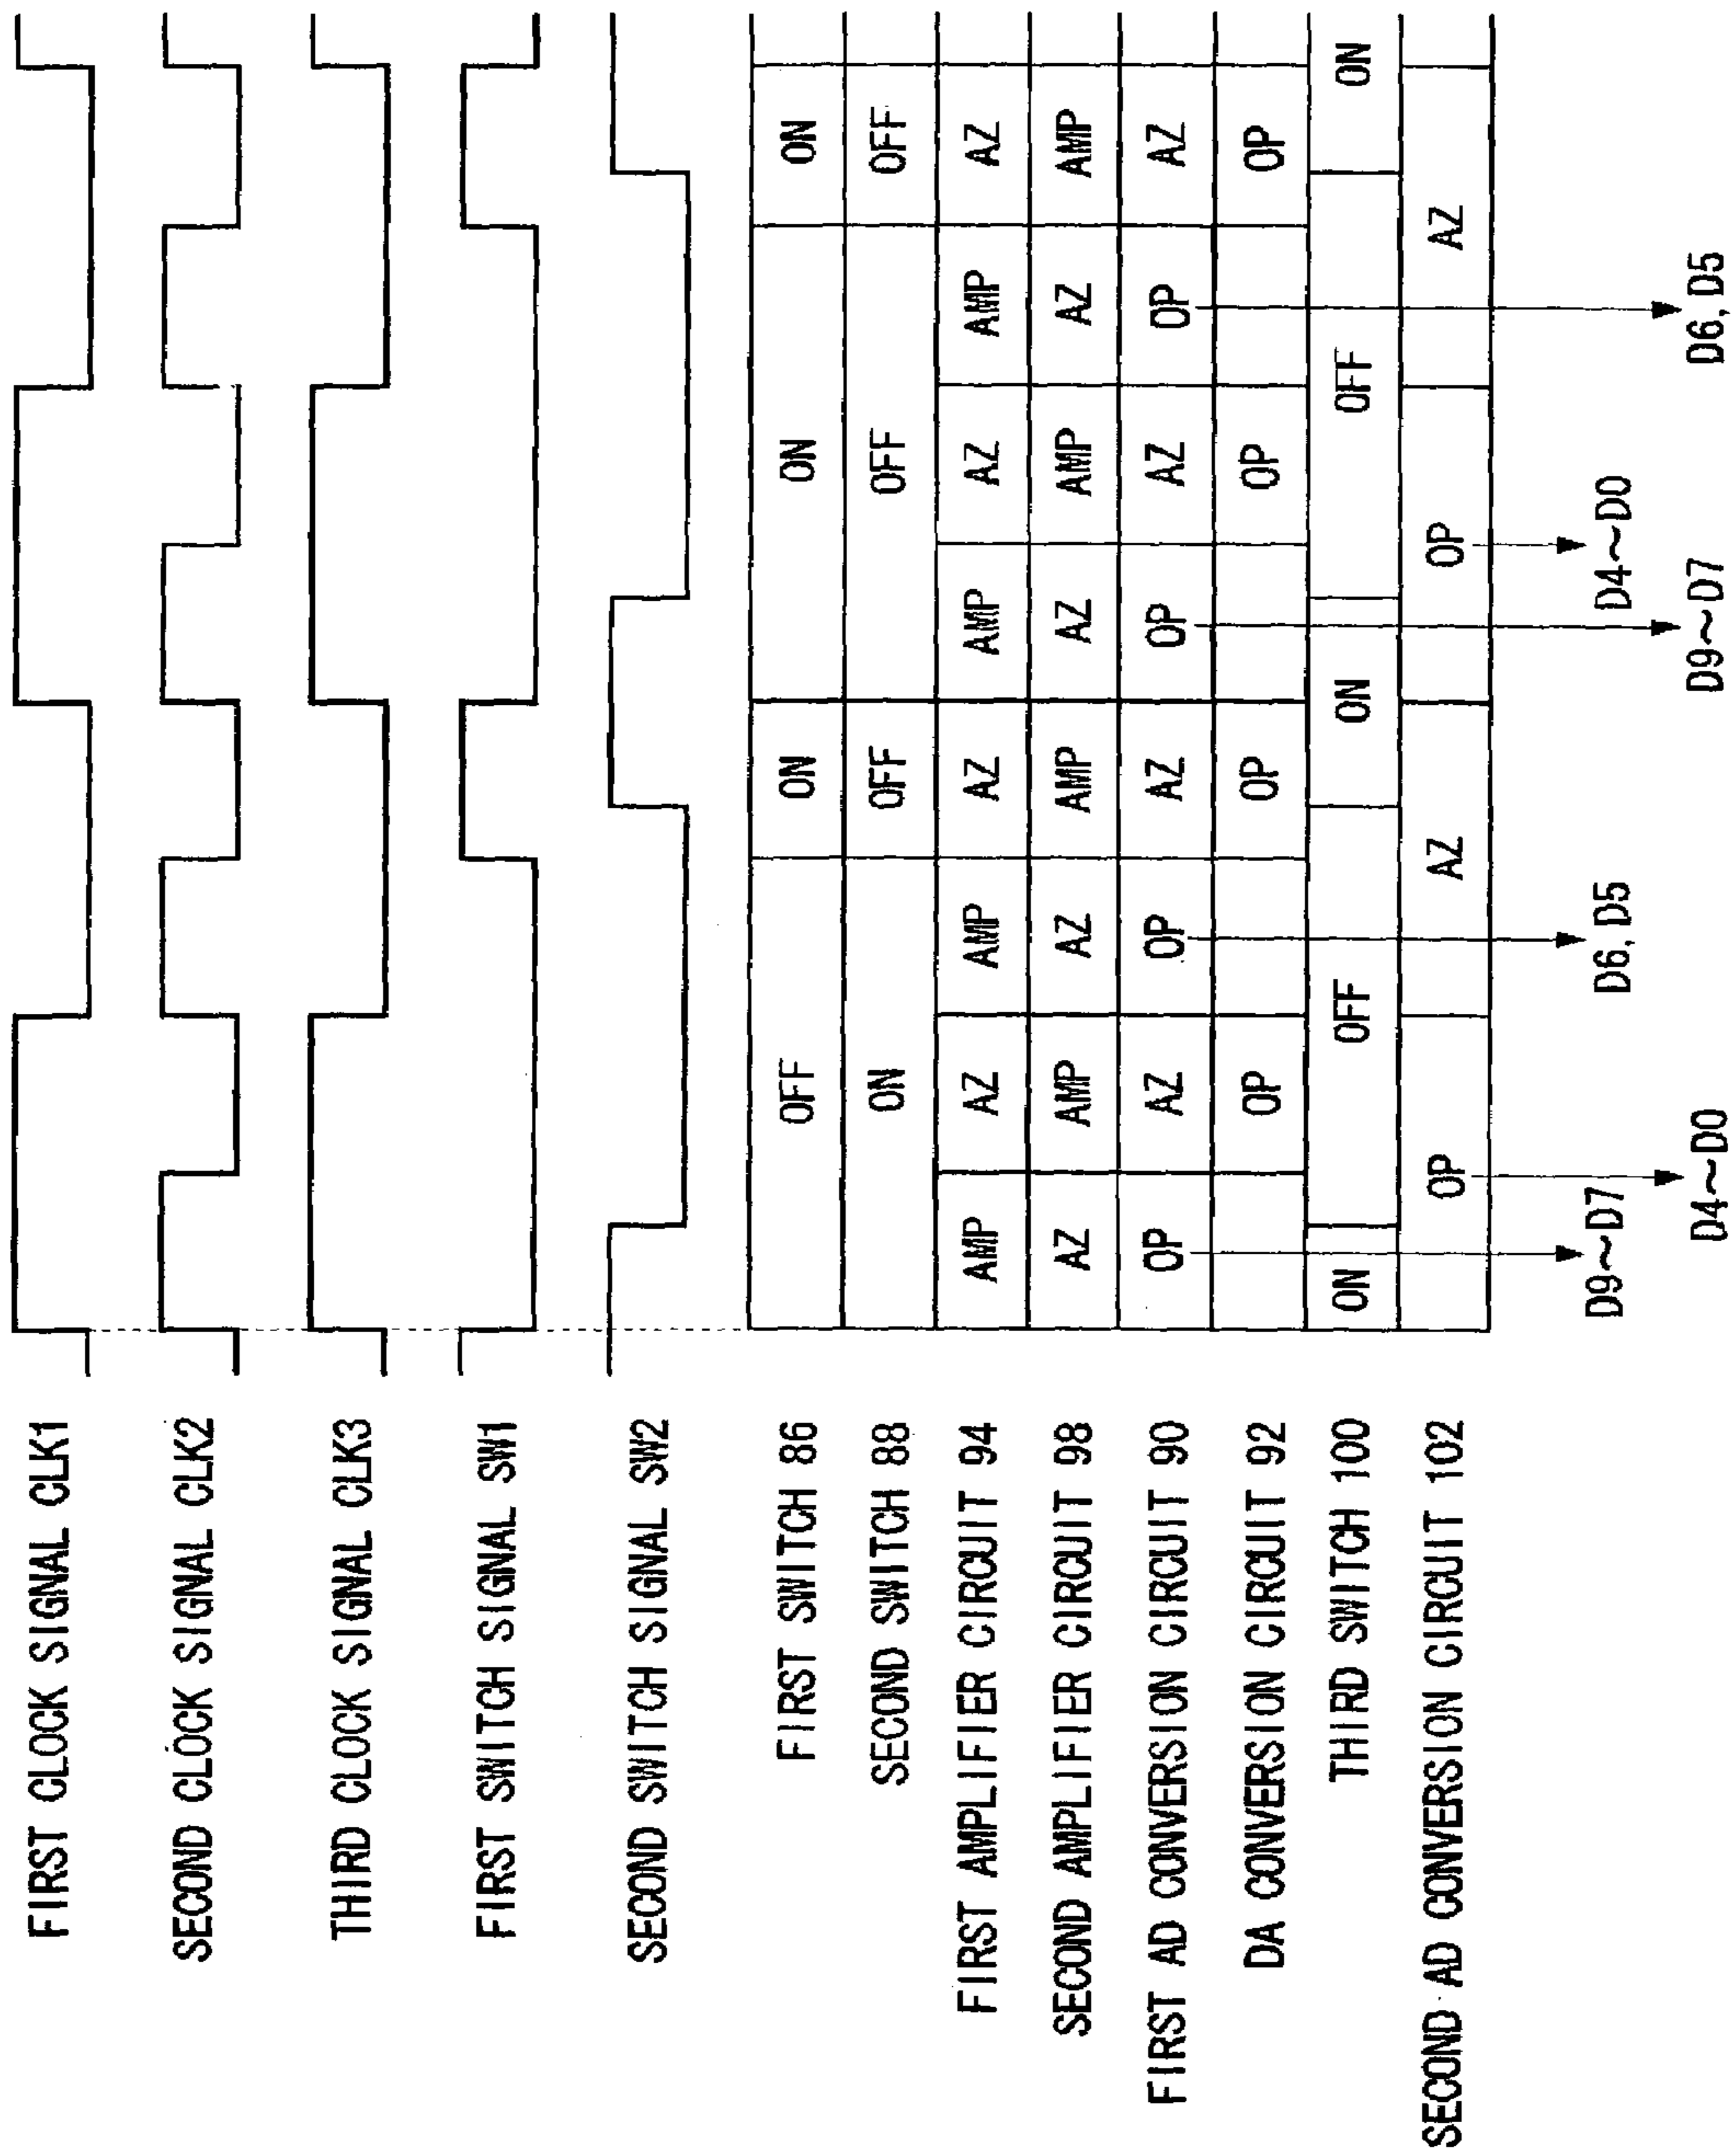 FIRST CLOCK SIGNAL CLK1
SECOND CLOCK SIGNAL CLK2
THIRD CLOCK SIGNAL CLK3
FIRST SWITCH SIGNAL SW1
SECOND SWITCH SIGNAL SW2
FIRST SWITCH 86 OFF ON ON ON
SECOND SWITCH 88 ON OFF OFF OFF
FIRST AMPLIFIER CIRCUIT 94 AMP AZ AMP AZ AMP AZ AMP AZ
SECOND AMPLIFIER CIRCUIT 98 AZ AMP AZ AMP AZ AMP AZ AMP
FIRST AD CONVERSION CIRCUIT 90 OP AZ OP AZ OP AZ OP AZ
DA CONVERSION CIRCUIT 92 OP OP OP OP
THIRD SWITCH 100 ON OFF ON OFF ON
SECOND AD CONVERSION CIRCUIT 102 OP AZ OP AZ
D9~D7 D6, D5 D4~D0
D4~D0 D9~D7 D6, D5